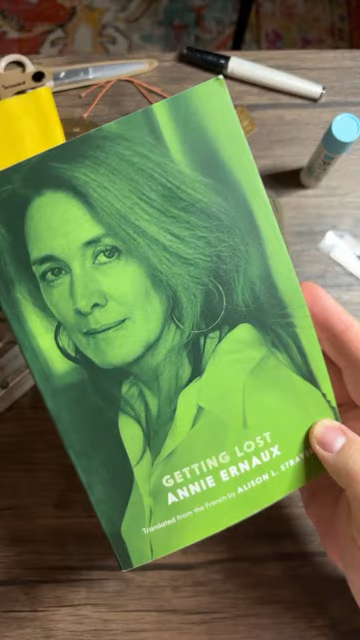 GETTING LOST
ANNIE ERNAUX
Translated from the French by ALISON L.